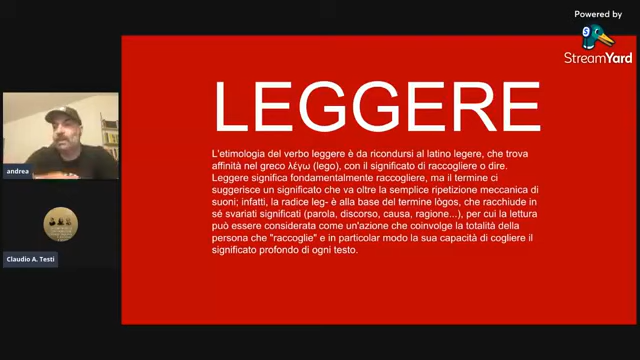 Powered by
StreamYard
LEGGERE
L'etimologia del verbo leggere è da ricondursi al latino legere, che trova
affinità nel greco λέγω (lego), con il significato di raccogliere o dire.
Leggere significa fondamentalmente raccogliere, ma il termine ci
suggerisce un significato che va oltre la semplice ripetizione meccanica di
suoni; infatti, la radice leg- è alla base del termine lògos, che racchiude in
sé svariati significati (parola, discorso, causa, ragione...), per cui la lettura
può essere considerata come un'azione che coinvolge la totalità della
persona che "raccoglie" e in particolar modo la sua capacità di cogliere il
significato profondo di ogni testo.
andrea
Claudio A. Testi